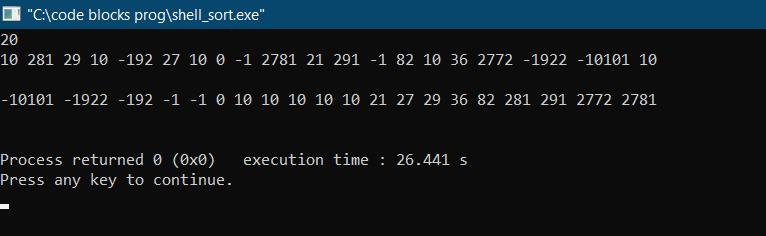 "C:\code blocks prog\shell_sort.exe"
20
10 281 29 10 -192 27 10 0 -1 2781 21 291 -1 82 10 36 2772 -1922 -10101 10
-10101 -1922 -192 -1 -1 0 10 10 10 10 10 21 27 29 36 82 281 291 2772 2781
Process returned 0 (0x0)   execution time : 26.441 s
Press any key to continue.